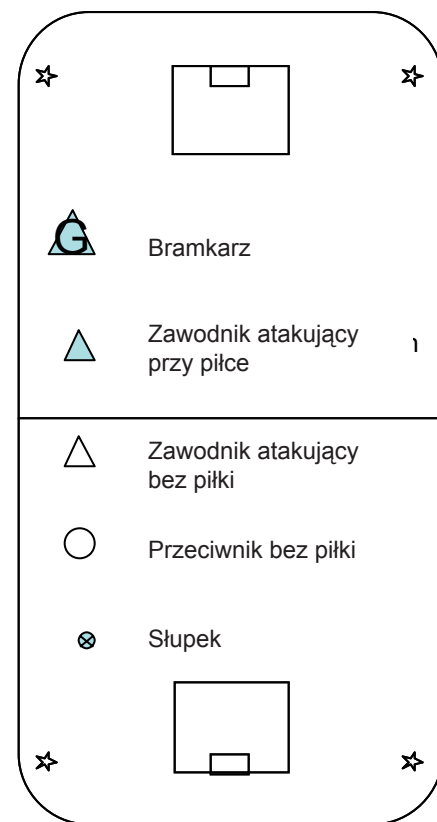 G
Bramkarz
Zawodnik atakujący
przy piłce
Zawodnik atakujący
bez piłki
Przeciwnik bez piłki
Słupek